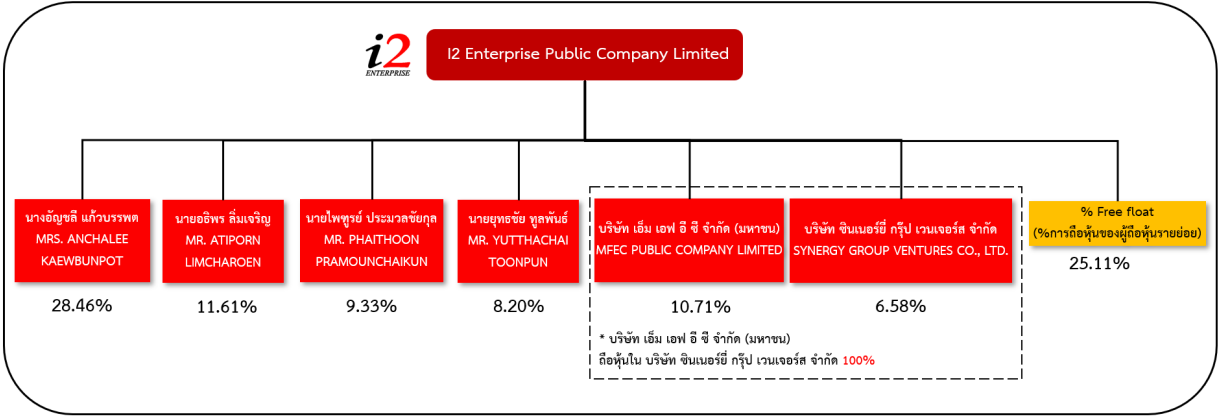 i2
ENTERPRISE
I2 Enterprise Public Company Limited
นางอัญชลี แก้วบรรพต
MRS. ANCHALEE
KAEWBUNPOT
28.46%
นายอธิพร ลิ่มเจริญ
MR. ATIPORN
LIMCHAROEN
11.61%
นายไพฑูรย์ ประมวลชัยกุล
MR. PHAITHOON
PRAMOUNCHAIKUN
9.33%
นายยุทธชัย ทูลพันธ์
MR. YUTTHACHAI
TOONPUN
8.20%
บริษัท เอ็ม เอฟ อี ซี จำกัด (มหาชน)
MFEC PUBLIC COMPANY LIMITED
10.71%
บริษัท ซินเนอร์ยี่ กรุ๊ป เวนเจอร์ส จำกัด
SYNERGY GROUP VENTURES CO., LTD.
6.58%
* บริษัท เอ็ม เอฟ อี ซี จำกัด (มหาชน)
ถือหุ้นใน บริษัท ซินเนอร์ยี่ กรุ๊ป เวนเจอร์ส จำกัด 100%
% Free float
(%การถือหุ้นของผู้ถือหุ้นรายย่อย)
25.11%